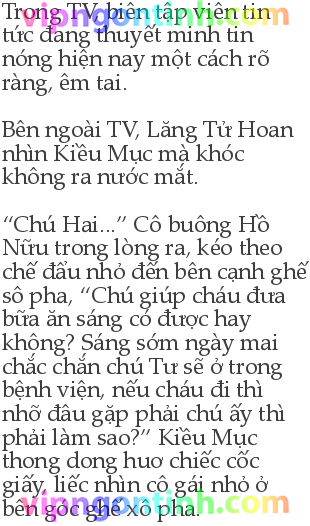 Trong TV biên tập viên tin
tức đang thuyết minh tin
nóng hiện nay một cách rõ
ràng, êm tai.
Bên ngoài TV, Lăng Tử Hoan
nhìn Kiều Mục mà khóc
không ra nước mắt.
“Chú Hai...” Cô buông Hồ
Nữu trong lòng ra, kéo theo
chế đẩu nhỏ đến bên cạnh ghế
sô pha, “Chú giúp cháu đưa
bữa ăn sáng có được hay
không? Sáng sớm ngày mai
chắc chắn chú Tư sẽ ở trong
bệnh viện, nếu cháu đi thì
nhỡ đâu gặp phải chú ấy thì
phải làm sao?” Kiều Mục
thong dong huơ chiếc cốc
giấy, liếc nhìn cô gái nhỏ ở
bên góc ghế xô pha.
vipngontinh.com
vipngontinh.com